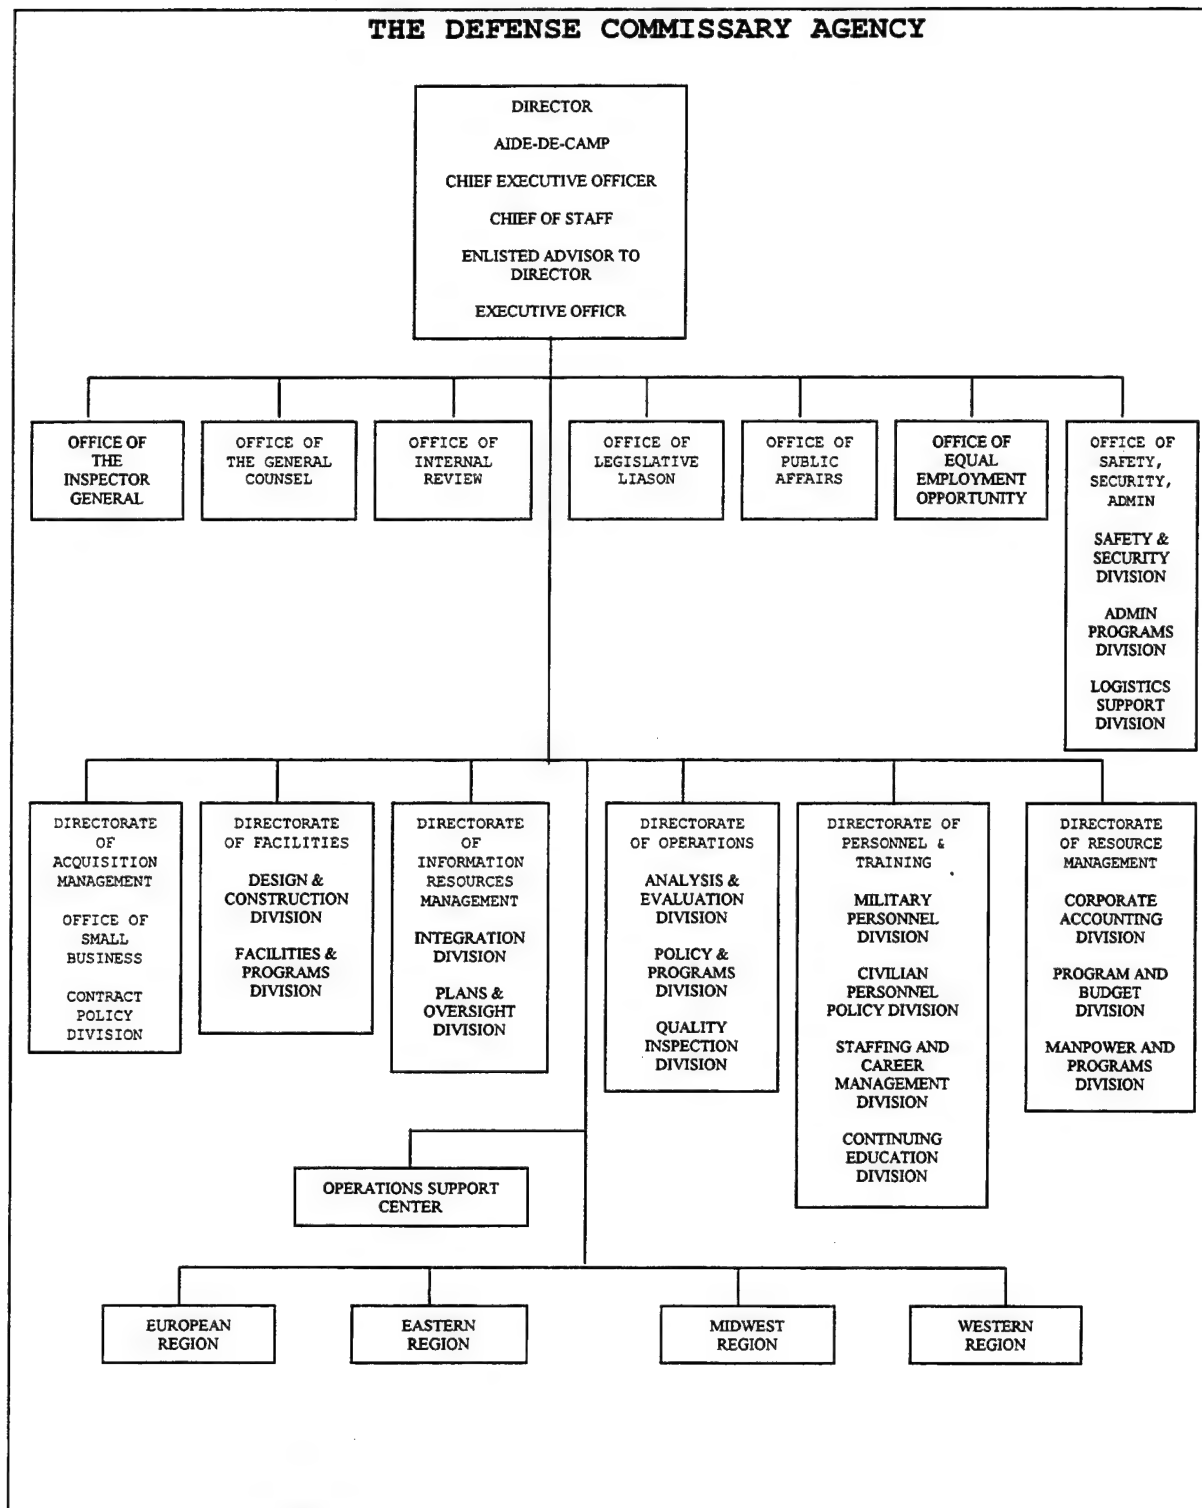 THE DEFENSE COMMISSARY AGENCY
DIRECTOR
AIDE-DE-CAMP
CHIEF EXECUTIVE OFFICER
CHIEF OF STAFF
ENLISTED ADVISOR TO
DIRECTOR
EXECUTIVE OFFICR
OFFICE OF
THE
INSPECTOR
GENERAL
OFFICE OF
THE GENERAL
COUNSEL
OFFICE OF
INTERNAL
REVIEW
OFFICE OF
LEGISLATIVE
LIASON
OFFICE OF
PUBLIC
AFFAIRS
OFFICE OF
EQUAL
EMPLOYMENT
OPPORTUNITY
OFFICE OF
SAFETY,
SECURITY,
ADMIN
SAFETY &
SECURITY
DIVISION
ADMIN
PROGRAMS
DIVISION
LOGISTICS
SUPPORT
DIVISION
DIRECTORATE
OF
ACQUISITION
MANAGEMENT
OFFICE OF
SMALL
BUSINESS
CONTRACT
POLICY
DIVISION
DIRECTORATE
OF FACILITIES
DESIGN &
CONSTRUCTION
DIVISION
FACILITIES &
PROGRAMS
DIVISION
DIRECTORATE
OF
INFORMATION
RESOURCES
MANAGEMENT
INTEGRATION
DIVISION
PLANS &
OVERSIGHT
DIVISION
DIRECTORATE
OF OPERATIONS
ANALYSIS &
EVALUATION
DIVISION
POLICY &
PROGRAMS
DIVISION
QUALITY
INSPECTION
DIVISION
DIRECTORATE OF
PERSONNEL &
TRAINING
MILITARY
PERSONNEL
DIVISION
CIVILIAN
PERSONNEL
POLICY DIVISION
STAFFING AND
CAREER
MANAGEMENT
DIVISION
CONTINUING
EDUCATION
DIVISION
DIRECTORATE
OF RESOURCE
MANAGEMENT
CORPORATE
ACCOUNTING
DIVISION
PROGRAM AND
BUDGET
DIVISION
MANPOWER AND
PROGRAMS
DIVISION
OPERATIONS SUPPORT
CENTER
EUROPEAN
REGION
EASTERN
REGION
MIDWEST
REGION
WESTERN
REGION